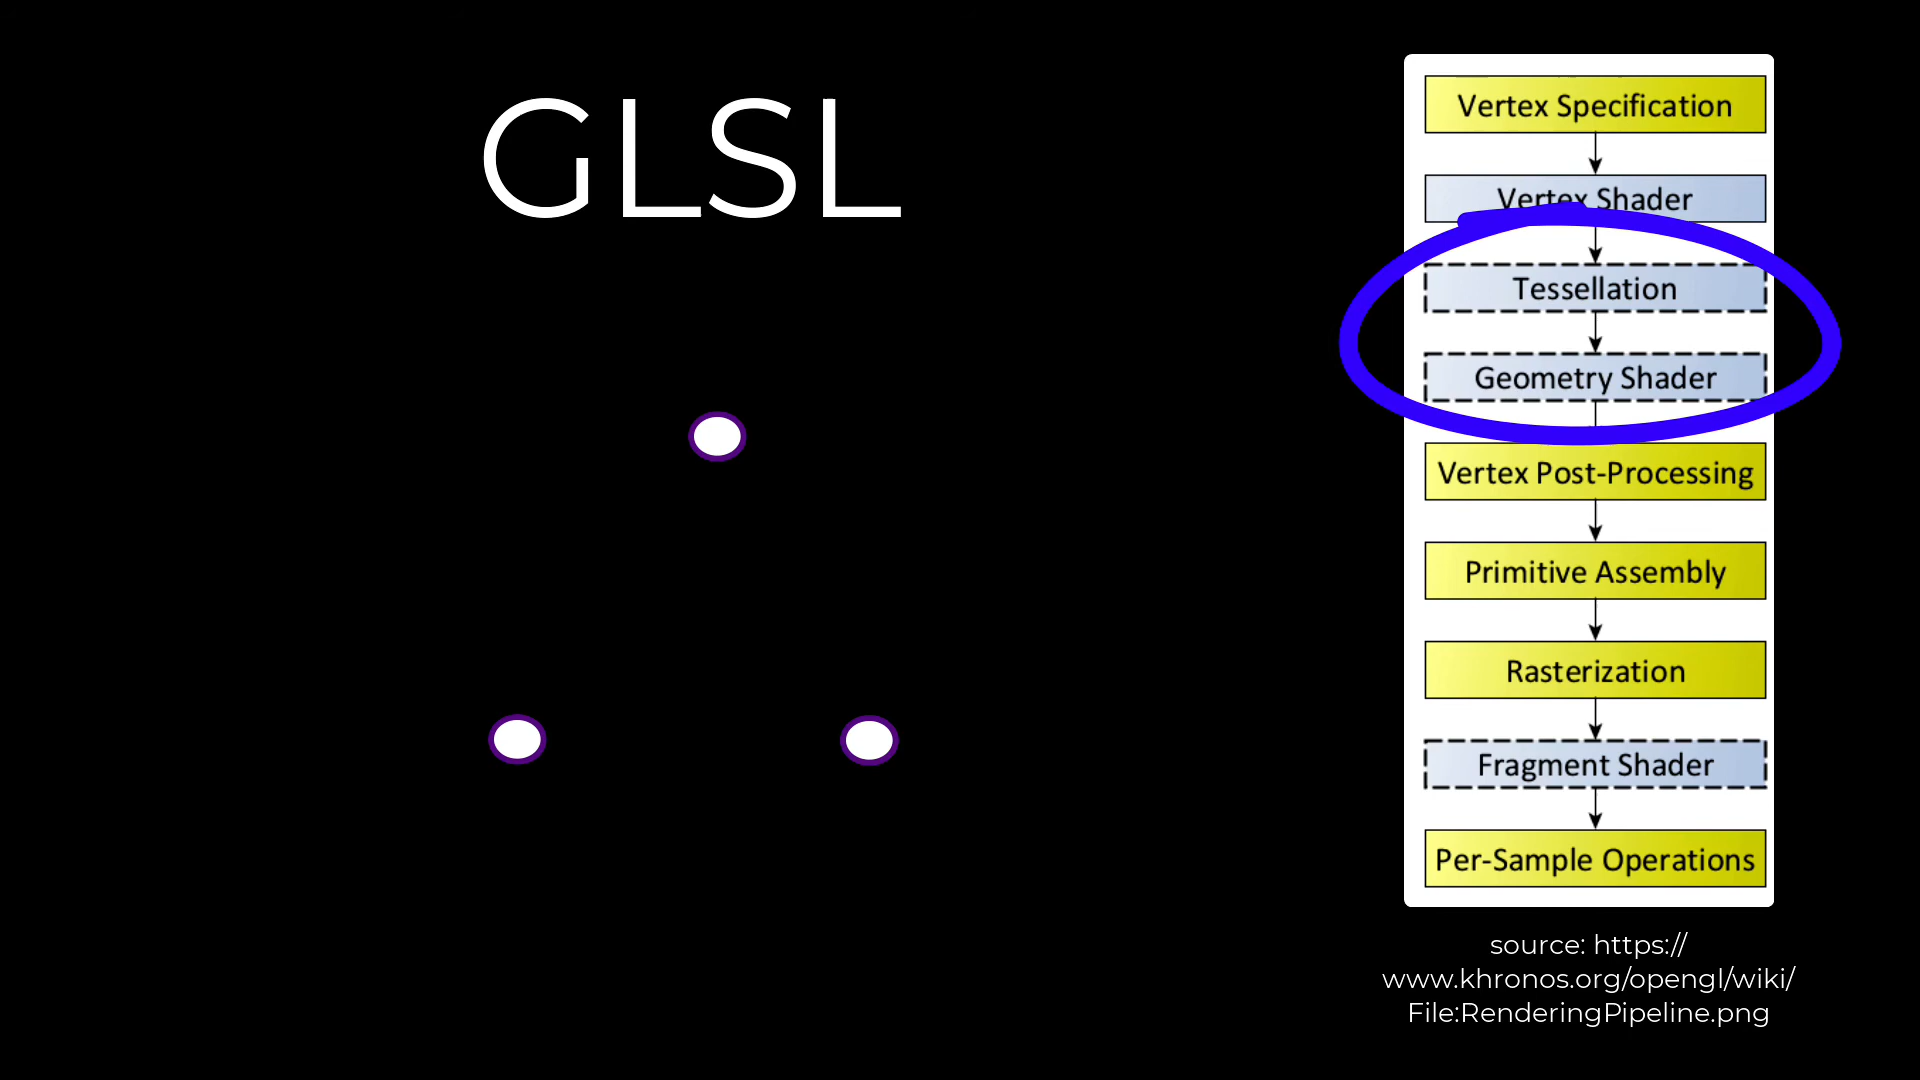 GLSL
Vertex Specification
Vertex Shader
Tessellation
Geometry Shader
Vertex Post-Processing
Primitive Assembly
Rasterization
Fragment Shader
Per-Sample Operations
source: https://
www.khronos.org/opengl/wiki/
File:RenderingPipeline.png